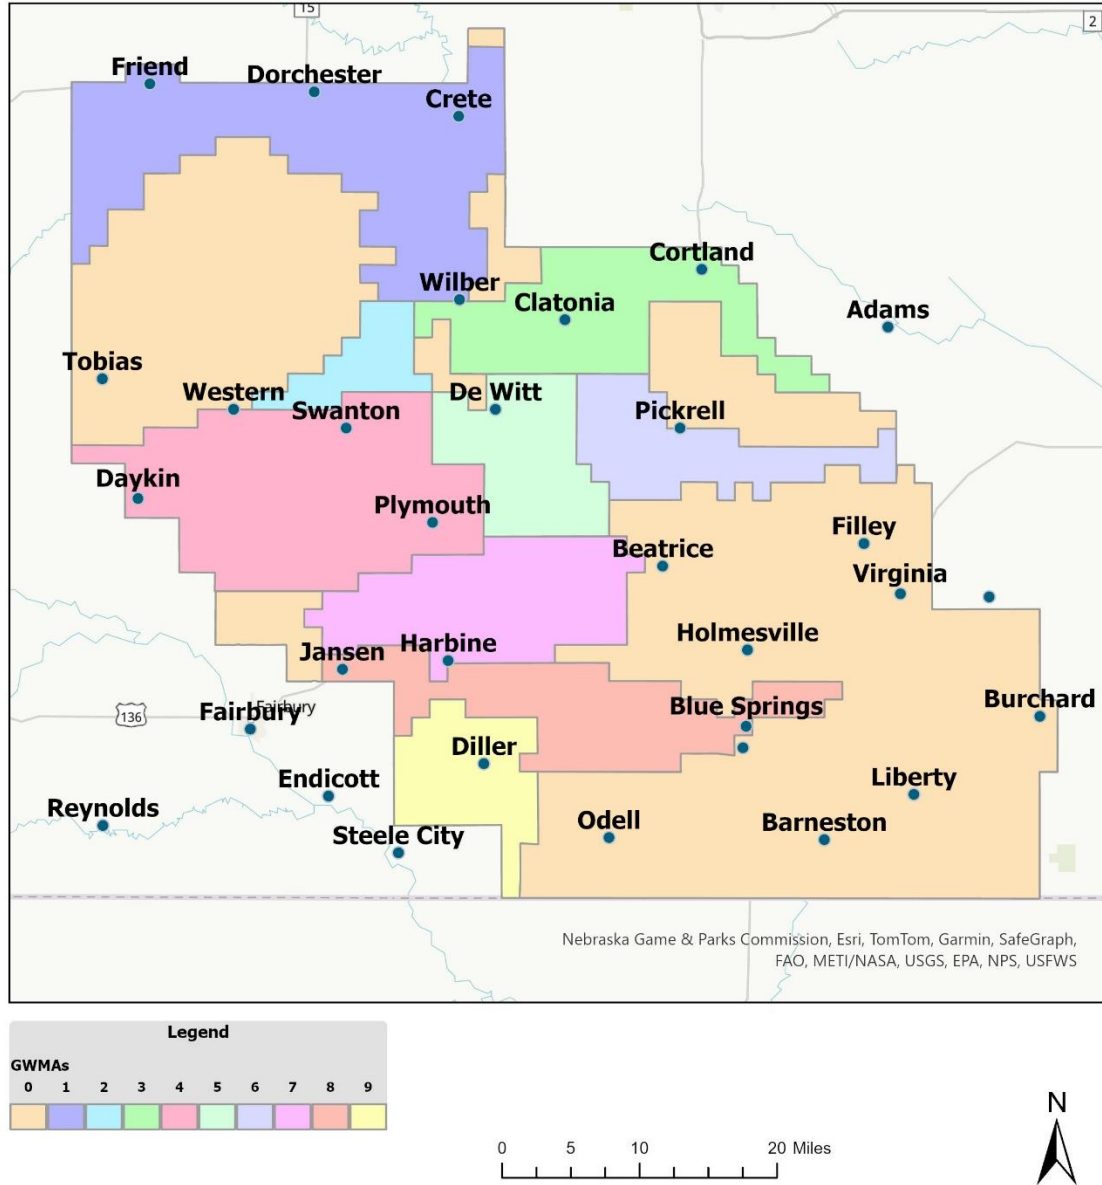 15
2
Friend
Dorchester
Crete
Cortland
Wilber
Clatonia
Adams
Tobias
Western
De Witt
Swanton
Pickrell
Daykin
Plymouth
Filley
Beatrice
Virginia
Holmesville
Harbine
Jansen
Burchard
Blue Springs
Fairbury
Fairbury
136
Diller
Endicott
Liberty
Reynolds
Odell
Barneston
Steele City
Nebraska Game & Parks Commission, Esri, TomTom, Garmin, SafeGraph,
FAO, METI/NASA, USGS, EPA, NPS, USFWS
Legend
GWMAs
0 1 2 3 4 5 6 7 8 9
N
0 5 10 20 Miles